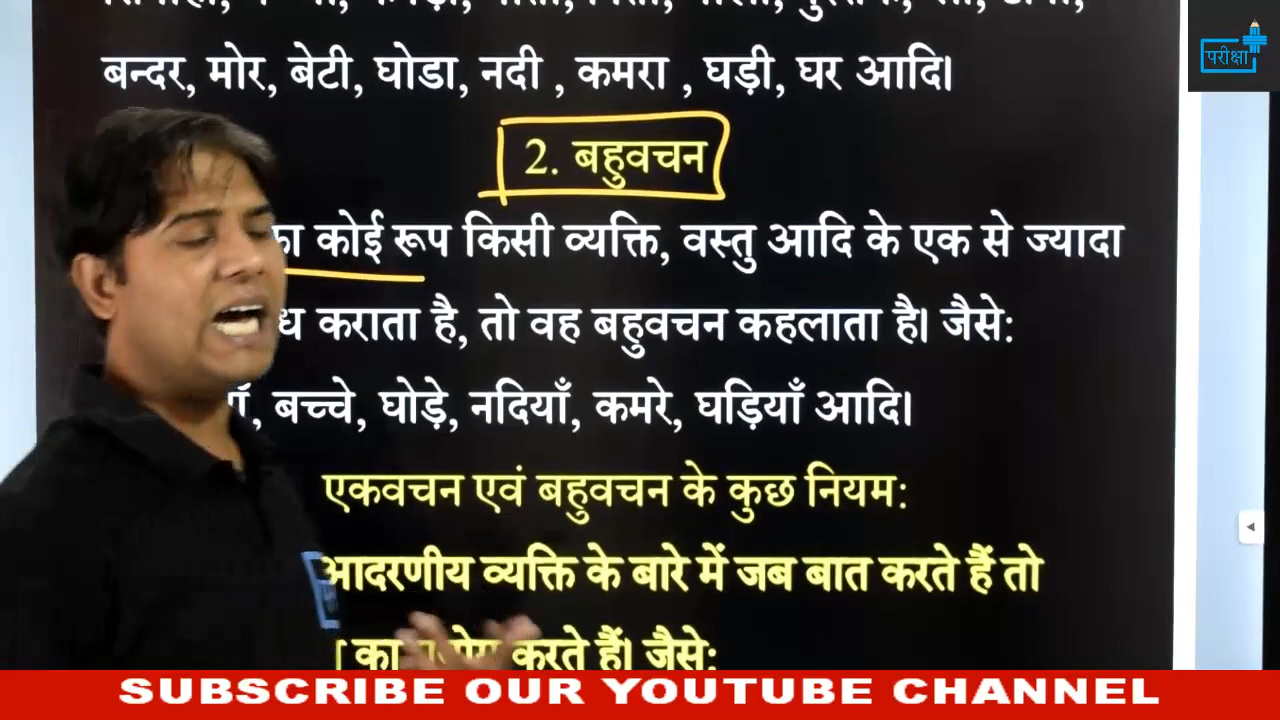 बन्दर, मोर, बेटी, घोडा, नदी , कमरा , घड़ी, घर आदि।
परीक्षा
2. बहुवचन
का कोई रूप किसी व्यक्ति, वस्तु आदि के एक से ज्यादा
कराता है, तो वह बहुवचन कहलाता है। जैसे:
बच्चे, घोड़े, नदियाँ, कमरे, घड़ियाँ आदि।
एकवचन एवं बहुवचन के कुछ नियम:
आदरणीय व्यक्ति के बारे में जब बात करते हैं तो
का करते हैं। जैसे:
SUBSCRIBE OUR YOUTUBE CHANNEL